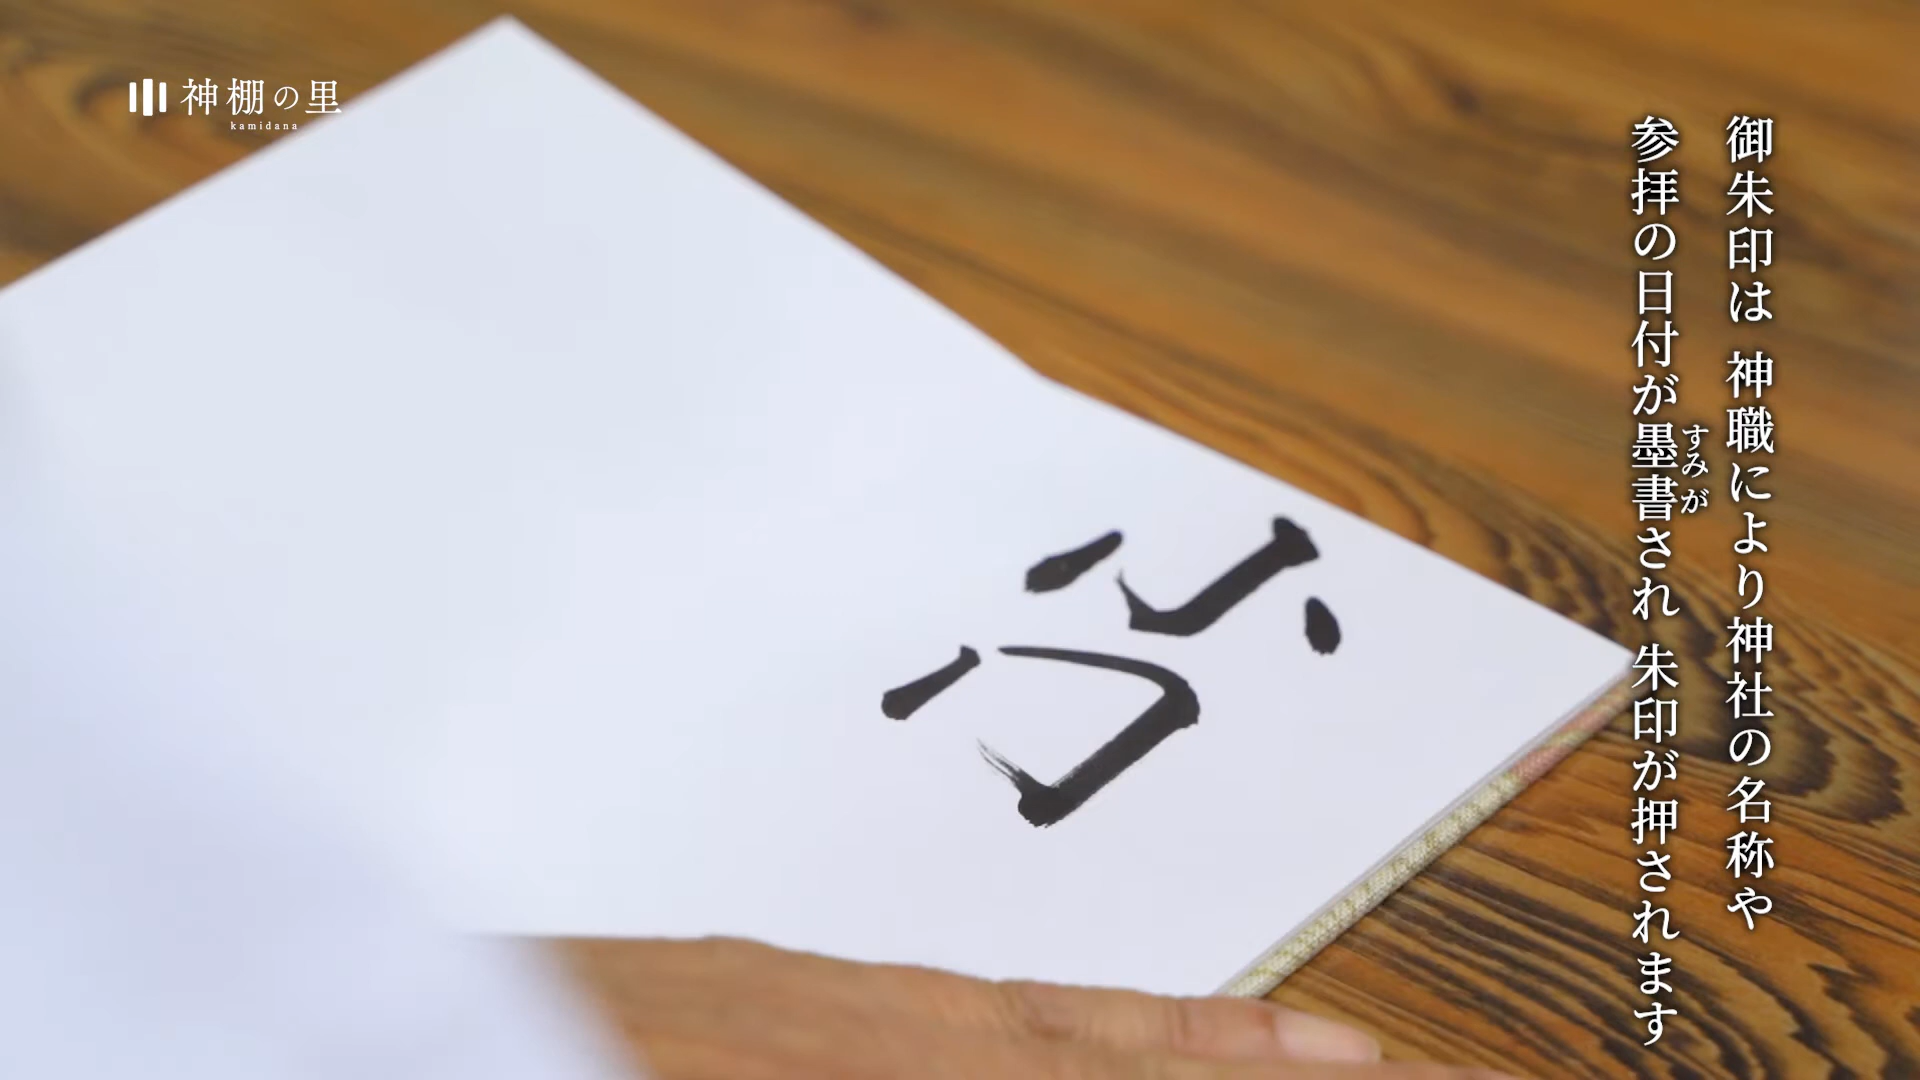 神棚の里
kamidana
御朱印は 神職により神社の名称や
参拝の日付が墨書され 朱印が押されます
すみが